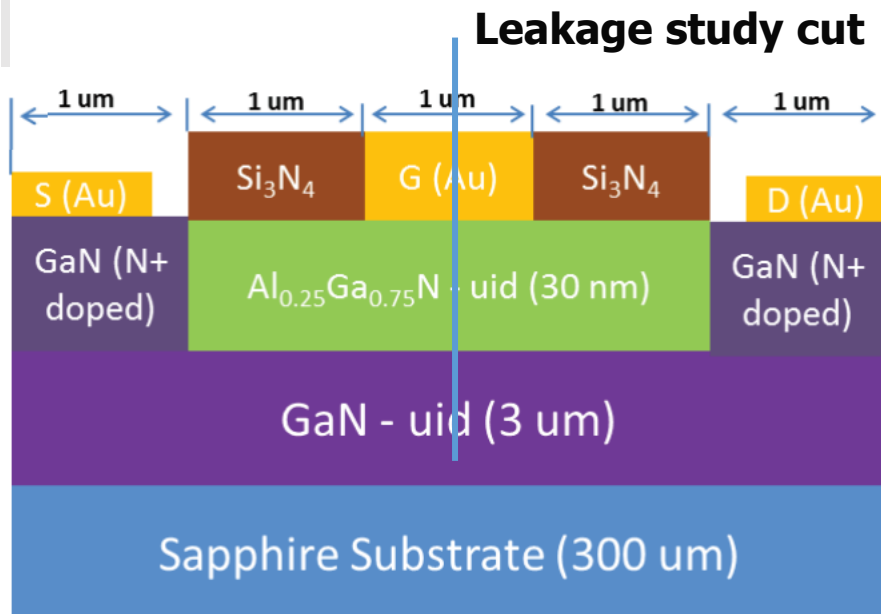 Leakage study cut
1 um
1 um
1 um
1 um
1 um
S (Au)
Si₃N₄
G (Au)
Si₃N₄
D (Au)
GaN (N+
doped)
Al₀.₂₅Ga₀.₇₅N - uid (30 nm)
GaN (N+
doped)
GaN - uid (3 um)
Sapphire Substrate (300 um)